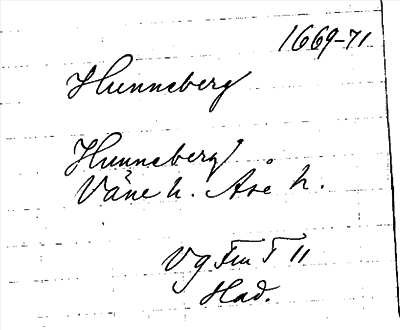 1669-71
Hunneberg
Hunneberg
Väne h. Åse h.
Vg Fm I 11
Had.